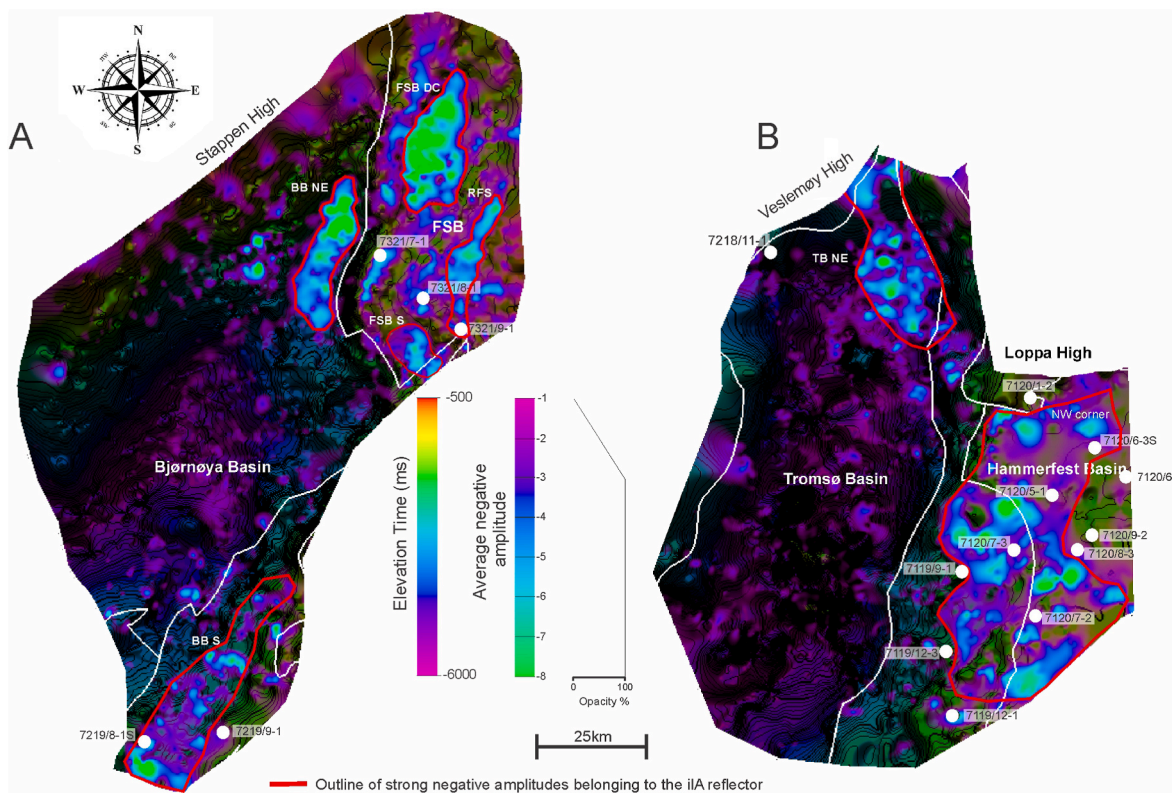 N
W E
S
A
Stappen High
FSB DC
BB NE
RFS
FSB
7321/7-1
7321/8-1
FSB S
7321/9-1
Bjørnøya Basin
BB S
7219/8-1S
7219/9-1
-500
-6000
Elevation Time (ms)
Average negative
amplitude
-1
-2
-3
-4
-5
-6
-7
-8
0 100
Opacity %
25km
B
Veslemøy High
7218/11-1
TB NE
Loppa High
7120/1-2
NW corner
7120/6-3S
Hammerfest Basin
7120/6
7120/5-1
Tromsø Basin
7120/9-2
7120/7-3
7120/8-3
7119/9-1
7120/7-2
7119/12-3
7119/12-1
Outline of strong negative amplitudes belonging to the iIA reflector